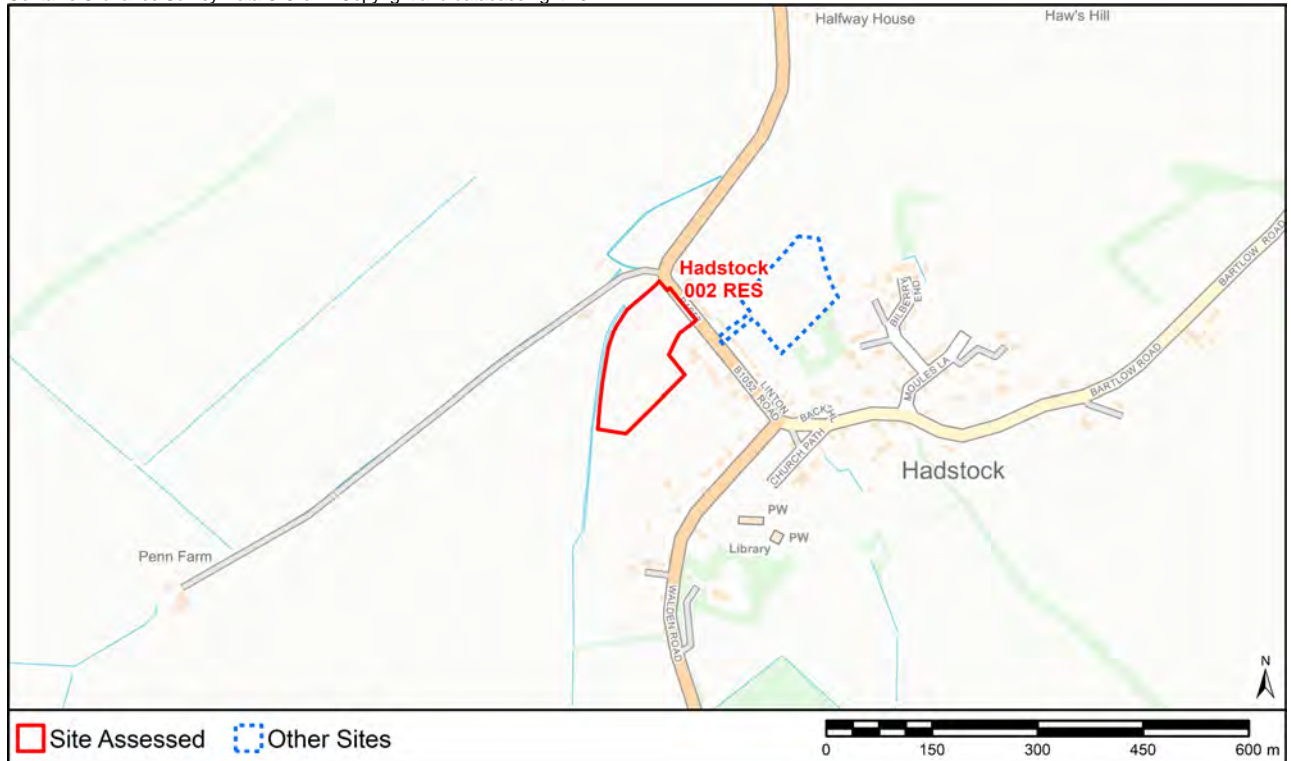 Halfway House
Haw's Hill
Hadstock
002 RES
B1052
LINTON
ROAD
BACK
CHURCH PATH
BILBERRY
END
MOULES LA
BARTLOW ROAD
BARTLOW ROAD
Hadstock
PW
PW
Library
Penn Farm
WALDEN ROAD
N
Site Assessed
Other Sites
0 150 300 450 600 m